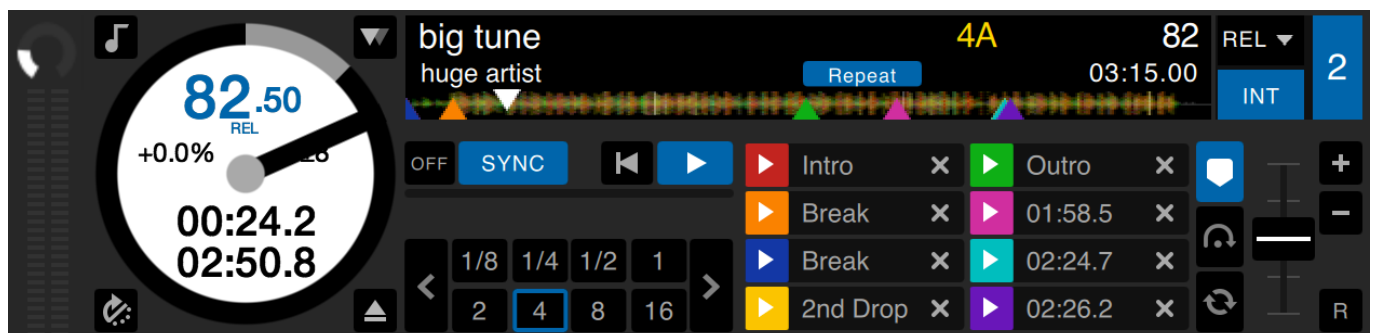 big tune 4A 82
huge artist Repeat 03:15.00
REL
INT
2
82.50
REL
+0.0%
00:24.2
02:50.8
OFF SYNC
1/8 1/4 1/2 1
2 4 8 16
Intro
Break
Break
2nd Drop
Outro
01:58.5
02:24.7
02:26.2
R